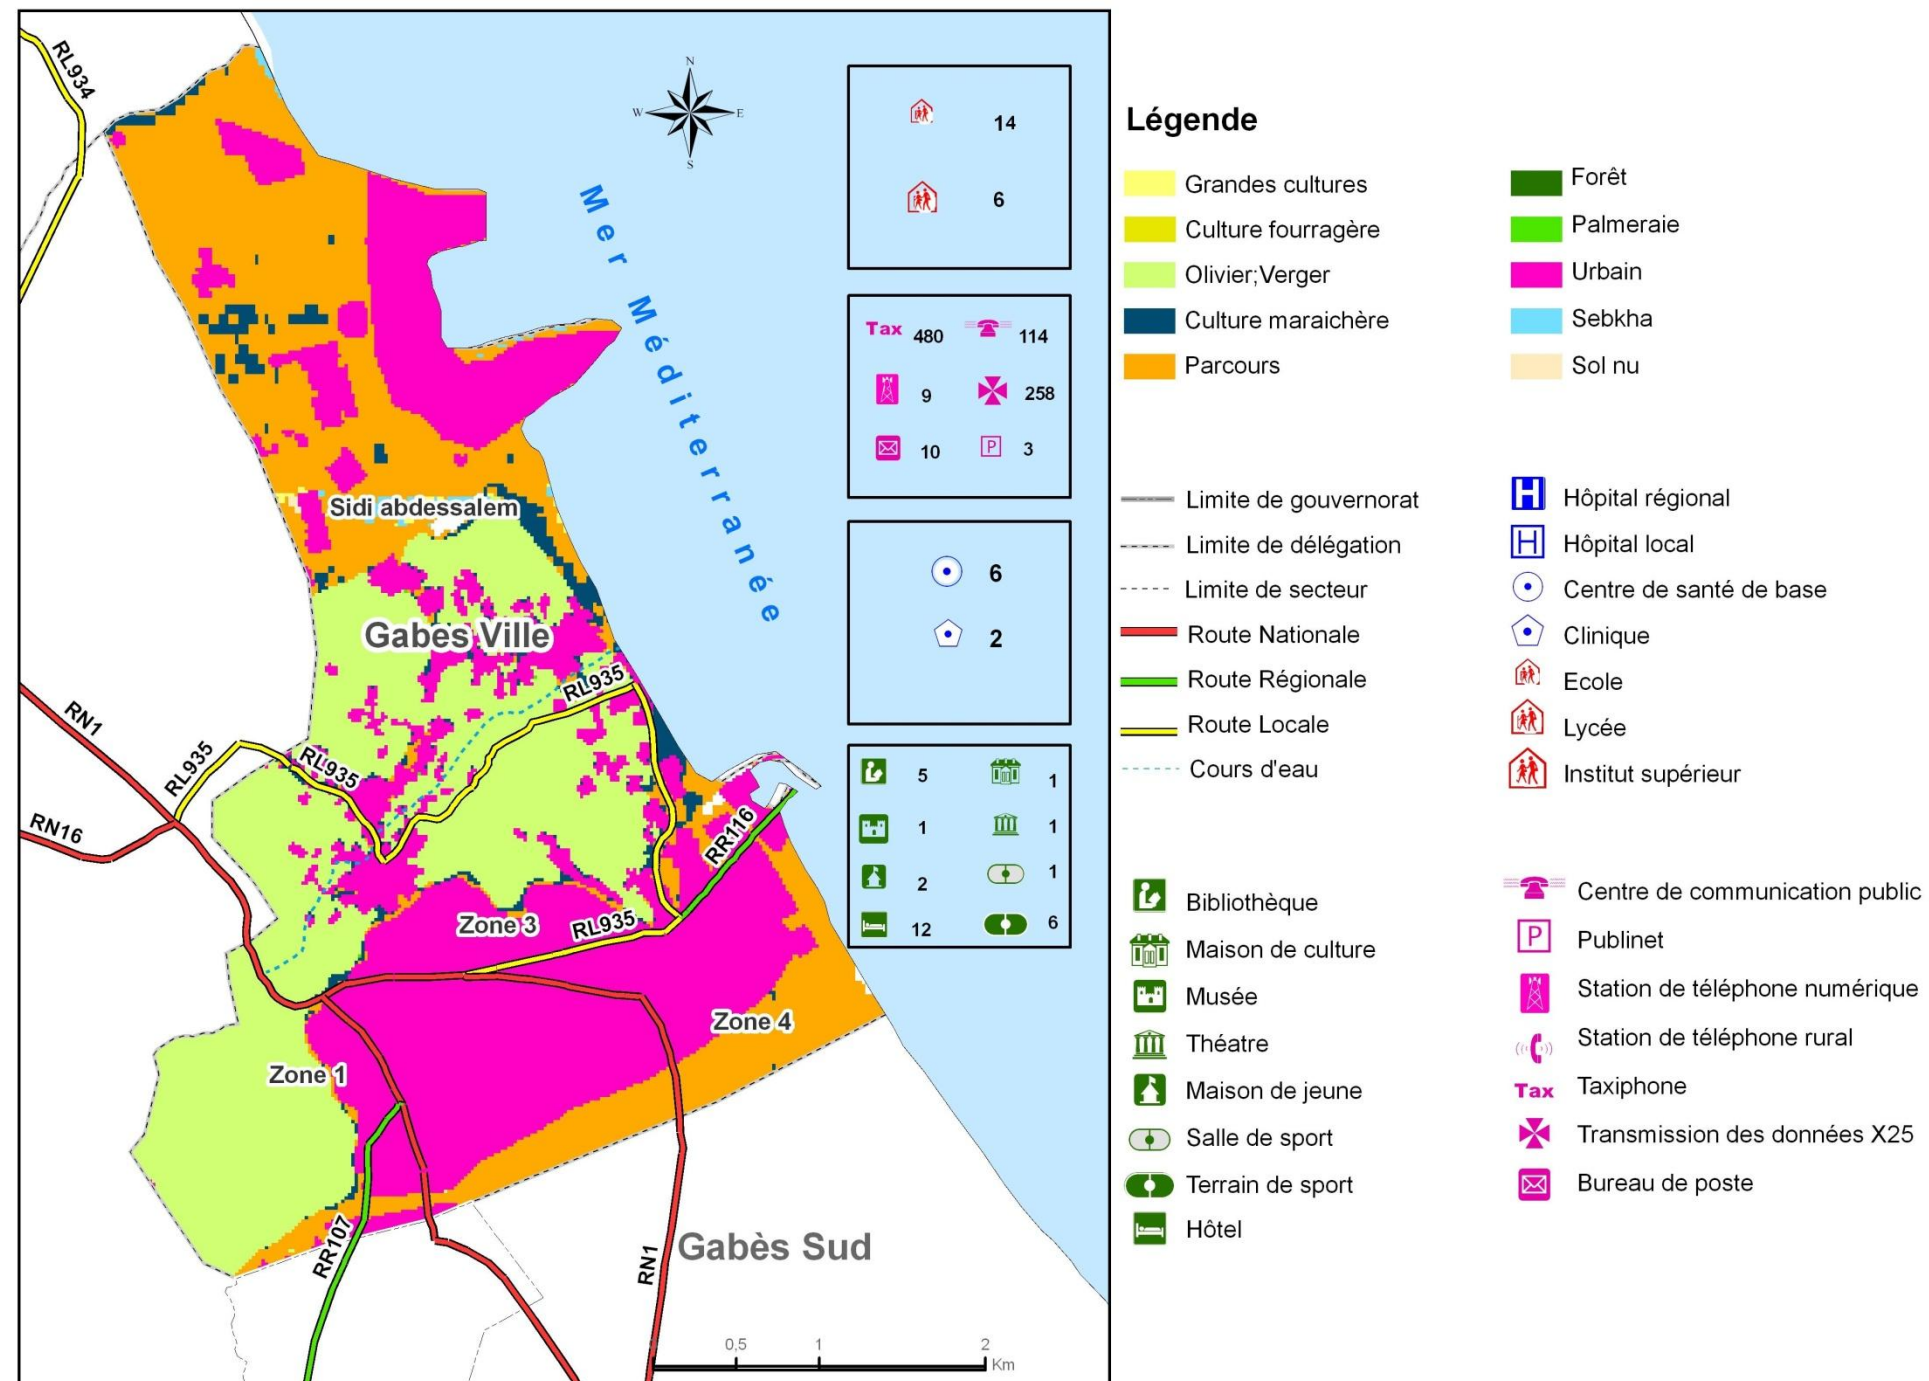 RL934
N
W
E
S
Mer Méditerranée
14
6
Tax 480
114
9
258
10
P 3
6
2
5
1
1
1
2
1
12
6
Sidi abdessalem
Gabes Ville
RL935
RN1
RL935
RL935
RN16
RR116
Zone 3
RL935
Zone 4
Zone 1
RR107
RN1
Gabès Sud
0,5
1
2
Km
Légende
Grandes cultures
Culture fourragère
Olivier;Verger
Culture maraichère
Parcours
Forêt
Palmeraie
Urbain
Sebkha
Sol nu
Limite de gouvernorat
Limite de délégation
Limite de secteur
Route Nationale
Route Régionale
Route Locale
Cours d'eau
H Hôpital régional
H Hôpital local
Centre de santé de base
Clinique
Ecole
Lycée
Institut supérieur
Bibliothèque
Maison de culture
Musée
Théatre
Maison de jeune
Salle de sport
Terrain de sport
Hôtel
Centre de communication public
P Publinet
Station de téléphone numérique
Station de téléphone rural
Tax Taxiphone
Transmission des données X25
Bureau de poste